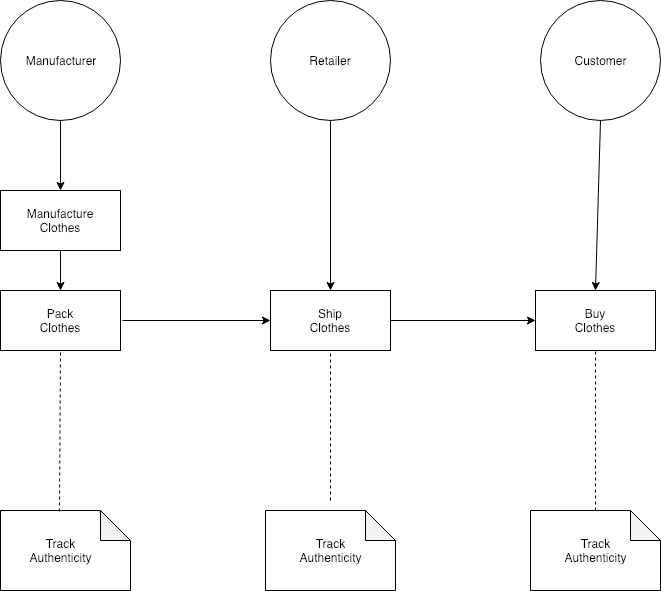 Manufacturer
Retailer
Customer
Manufacture
Clothes
Pack
Clothes
Ship
Clothes
Buy
Clothes
Track
Authenticity
Track
Authenticity
Track
Authenticity